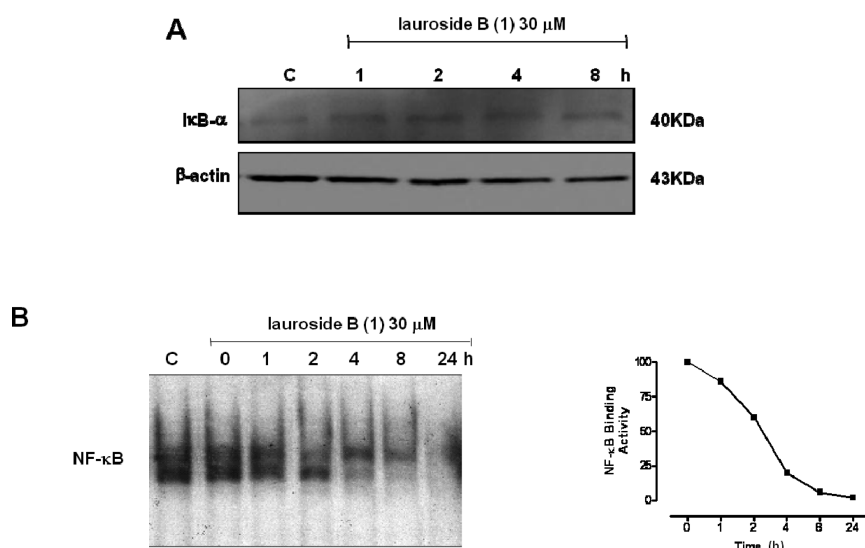 A
lauroside B (1) 30 μM
C 1 2 4 8 h
IκB-α 40KDa
β-actin 43KDa
B
lauroside B (1) 30 μM
C 0 1 2 4 8 24 h
NF-κB
NF-κB Binding
Activity
100
75
50
25
0
0 1 2 4 8 24
Time (h)